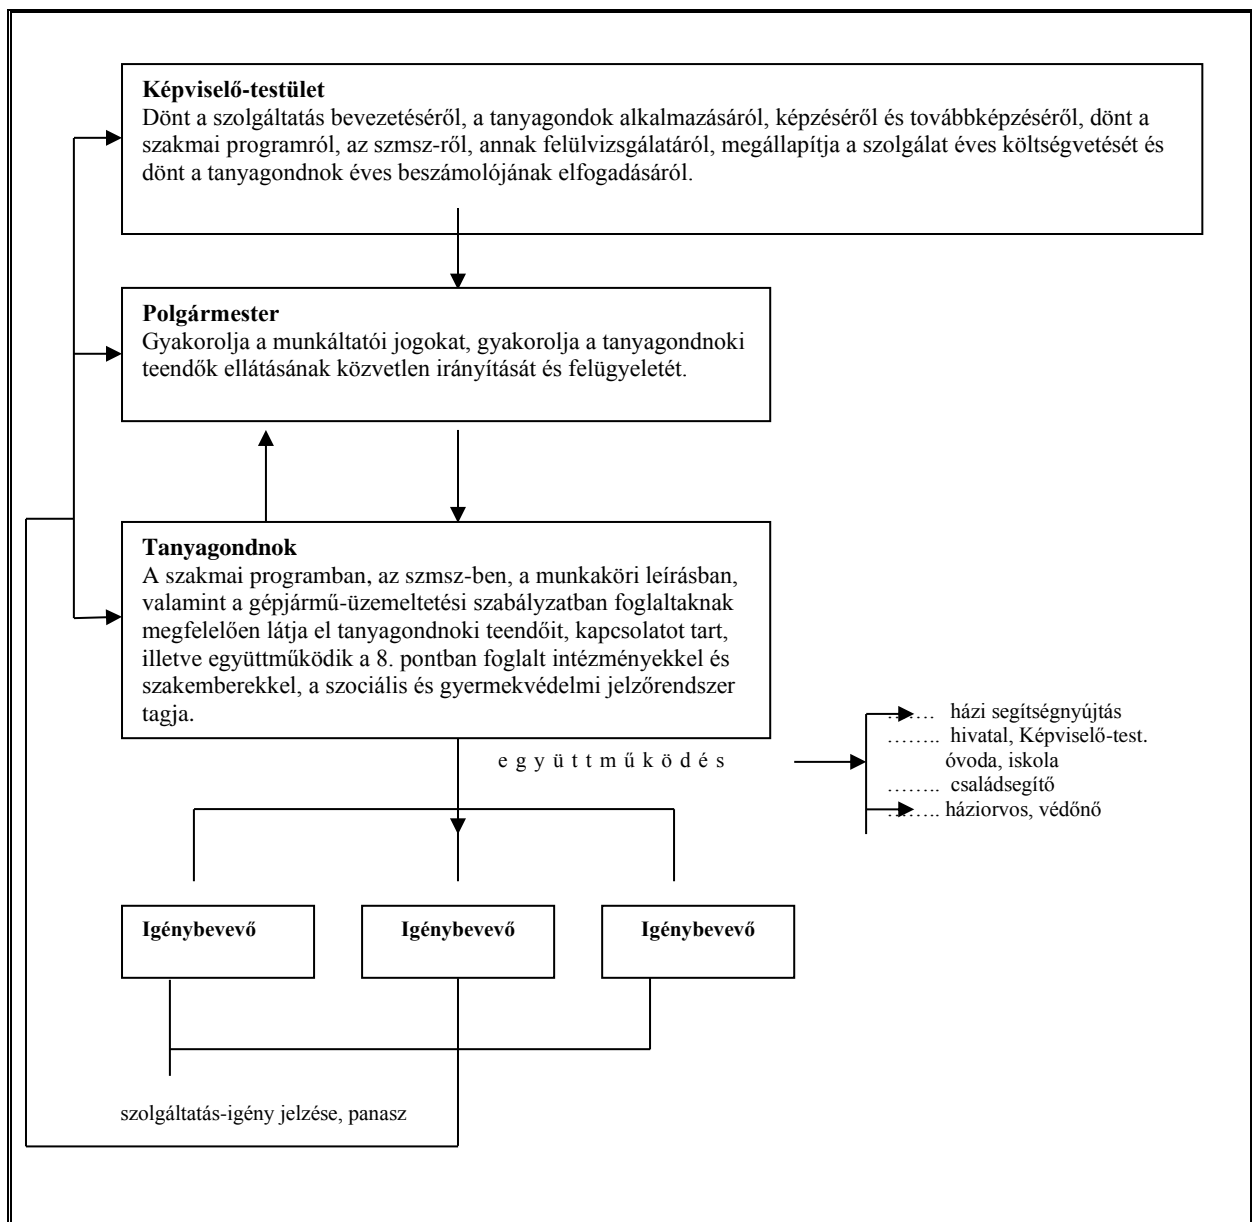 Képviselő-testület
Dönt a szolgáltatás bevezetéséről, a tanyagondok alkalmazásáról, képzéséről és továbbképzéséről, dönt a
szakmai programról, az szmsz-ről, annak felülvizsgálatáról, megállapítja a szolgálat éves költségvetését és
dönt a tanyagondnok éves beszámolójának elfogadásáról.
Polgármester
Gyakorolja a munkáltatói jogokat, gyakorolja a tanyagondnoki
teendők ellátásának közvetlen irányítását és felügyeletét.
Tanyagondnok
A szakmai programban, az szmsz-ben, a munkaköri leírásban,
valamint a gépjármű-üzemeltetési szabályzatban foglaltaknak
megfelelően látja el tanyagondnoki teendőit, kapcsolatot tart,
illetve együttműködik a 8. pontban foglalt intézményekkel és
szakemberekkel, a szociális és gyermekvédelmi jelzőrendszer
tagja.
e g y ü t t m ű k ö d é s
…….. házi segítségnyújtás
…….. hivatal, Képviselő-test.
óvoda, iskola
…….. családsegítő
…….. háziorvos, védőnő
Igénybevevő
Igénybevevő
Igénybevevő
szolgáltatás-igény jelzése, panasz